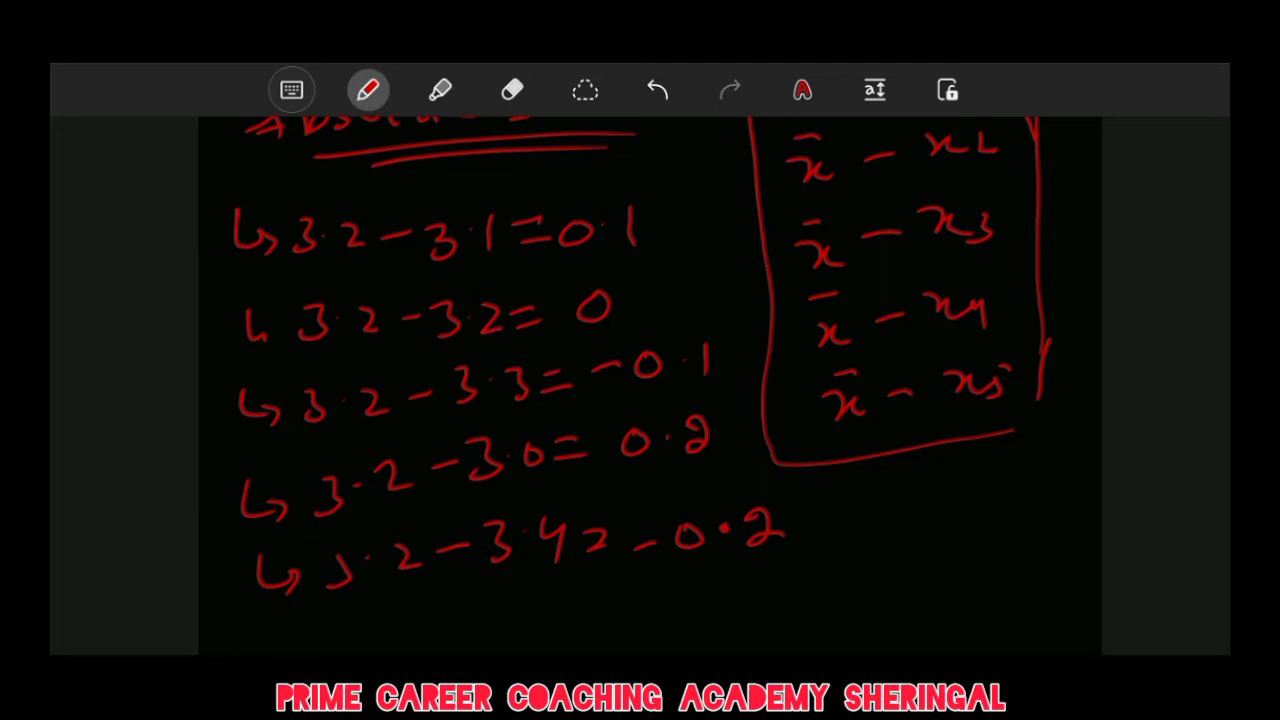 3.2 - 3.1 = 0.1
3.2 - 3.2 = 0
3.2 - 3.3 = -0.1
3.2 - 3.0 = 0.2
3.2 - 3.4 = -0.2
x̄ - x2
x̄ - x3
x̄ - x4
x̄ - x5
PRIME CAREER COACHING ACADEMY SHERINGAL